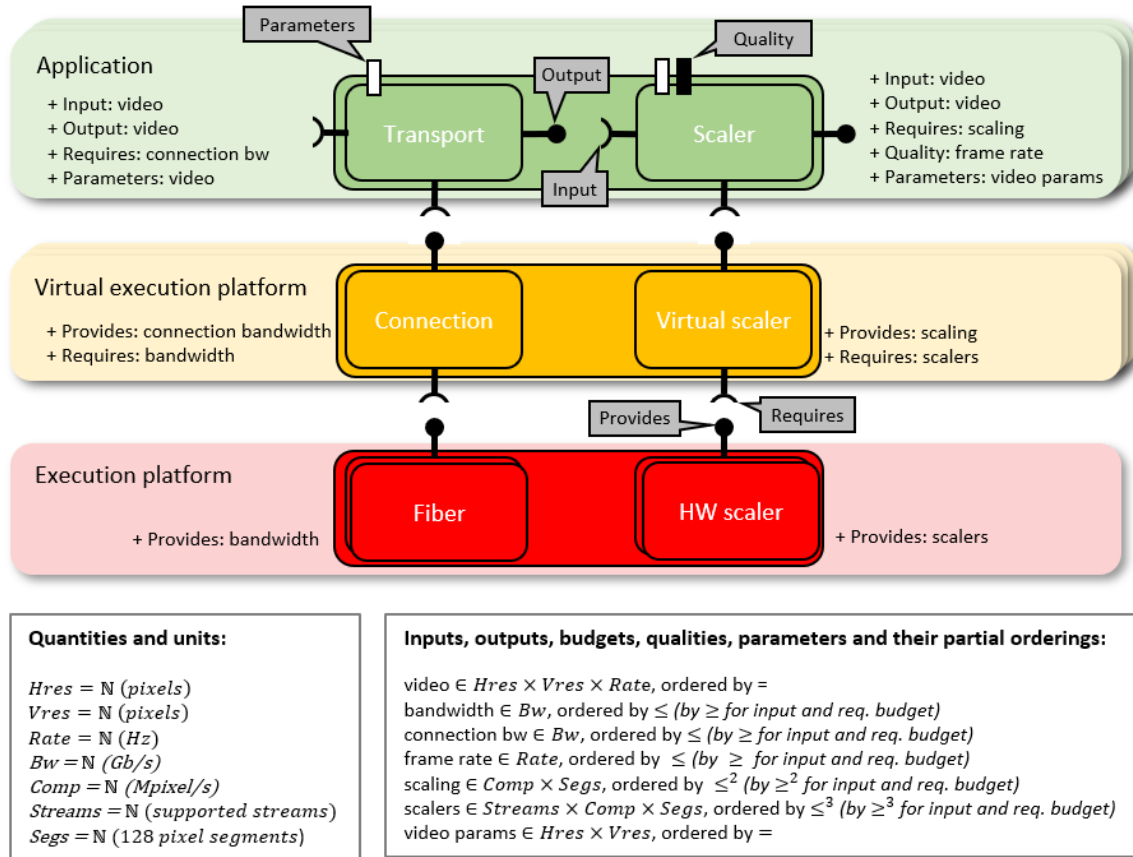 Parameters
Quality
Application
Output
+ Input: video
+ Output: video
+ Requires: connection bw
+ Parameters: video
Transport
Scaler
Input
+ Input: video
+ Output: video
+ Requires: scaling
+ Quality: frame rate
+ Parameters: video params
Virtual execution platform
+ Provides: connection bandwidth
+ Requires: bandwidth
Connection
Virtual scaler
+ Provides: scaling
+ Requires: scalers
Provides
Requires
Execution platform
+ Provides: bandwidth
Fiber
HW scaler
+ Provides: scalers
Quantities and units:
Hres = ℕ (pixels)
Vres = ℕ (pixels)
Rate = ℕ (Hz)
Bw = ℕ (Gb/s)
Comp = ℕ (Mpixel/s)
Streams = ℕ (supported streams)
Segs = ℕ (128 pixel segments)
Inputs, outputs, budgets, qualities, parameters and their partial orderings:
video ∈ Hres × Vres × Rate, ordered by =
bandwidth ∈ Bw, ordered by ≤ (by ≥ for input and req. budget)
connection bw ∈ Bw, ordered by ≤ (by ≥ for input and req. budget)
frame rate ∈ Rate, ordered by ≤ (by ≥ for input and req. budget)
scaling ∈ Comp × Segs, ordered by ≤² (by ≥² for input and req. budget)
scalers ∈ Streams × Comp × Segs, ordered by ≤³ (by ≥³ for input and req. budget)
video params ∈ Hres × Vres, ordered by =